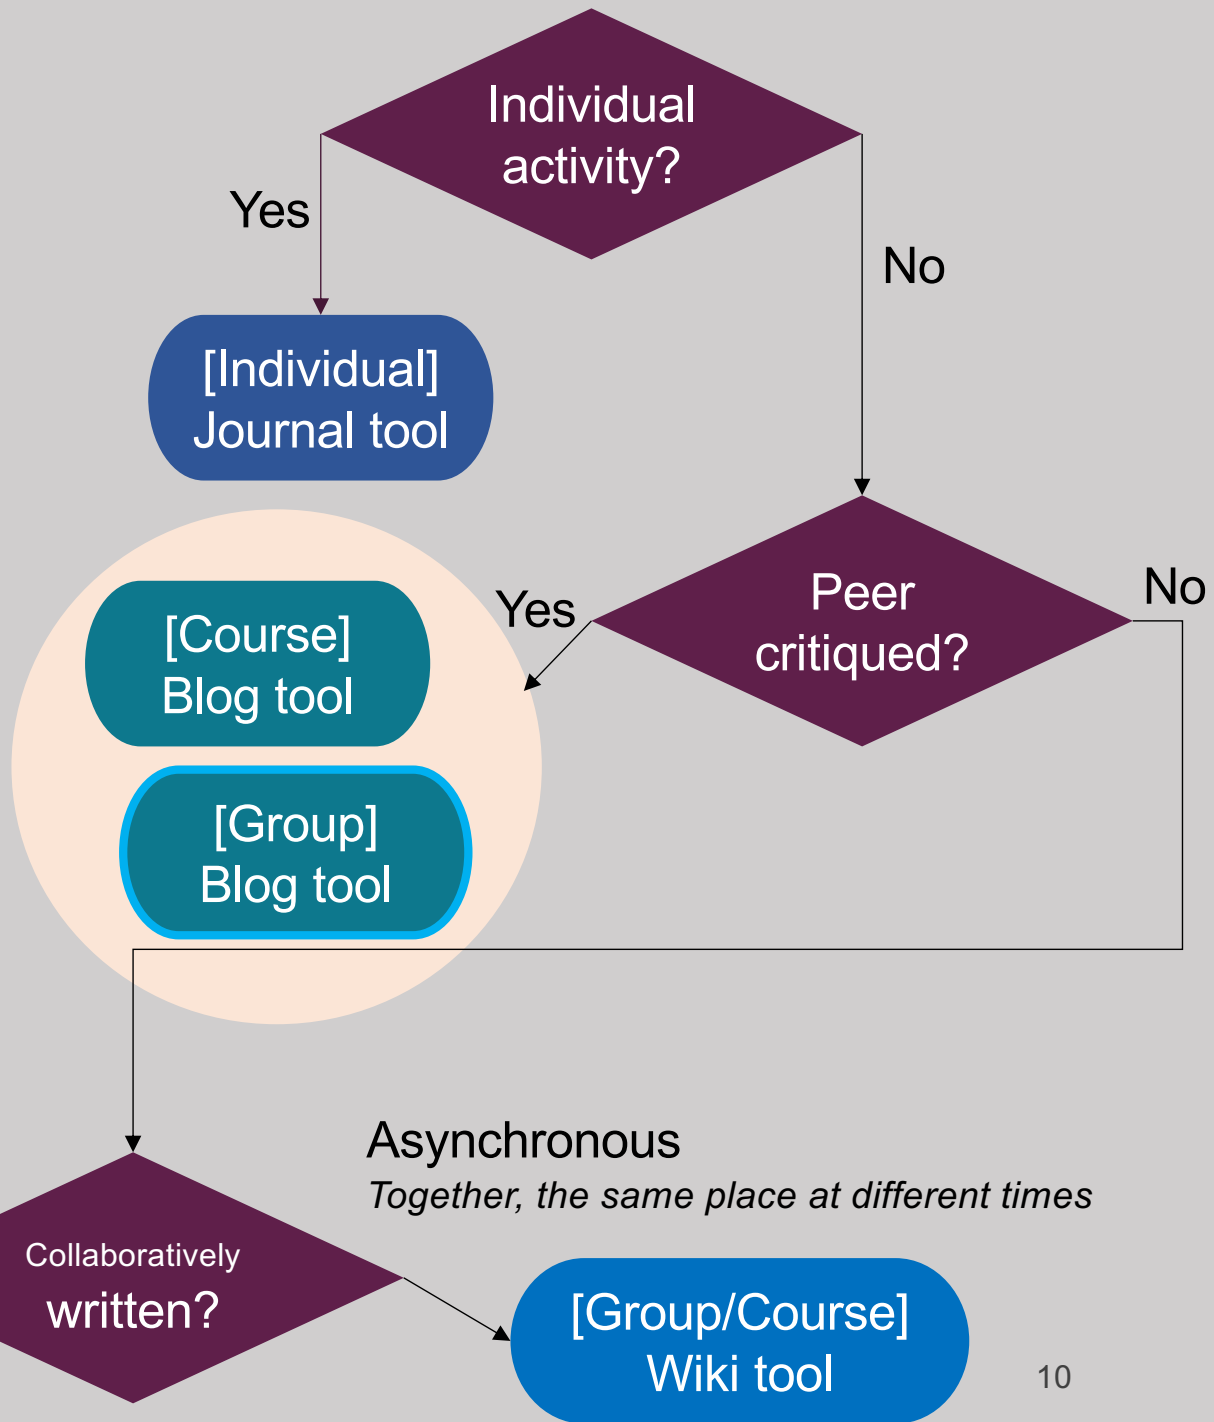 Individual
activity?
Yes
No
[Individual]
Journal tool
Peer
critiqued?
Yes
No
[Course]
Blog tool
[Group]
Blog tool
Asynchronous
Together, the same place at different times
Collaboratively
written?
[Group/Course]
Wiki tool
10